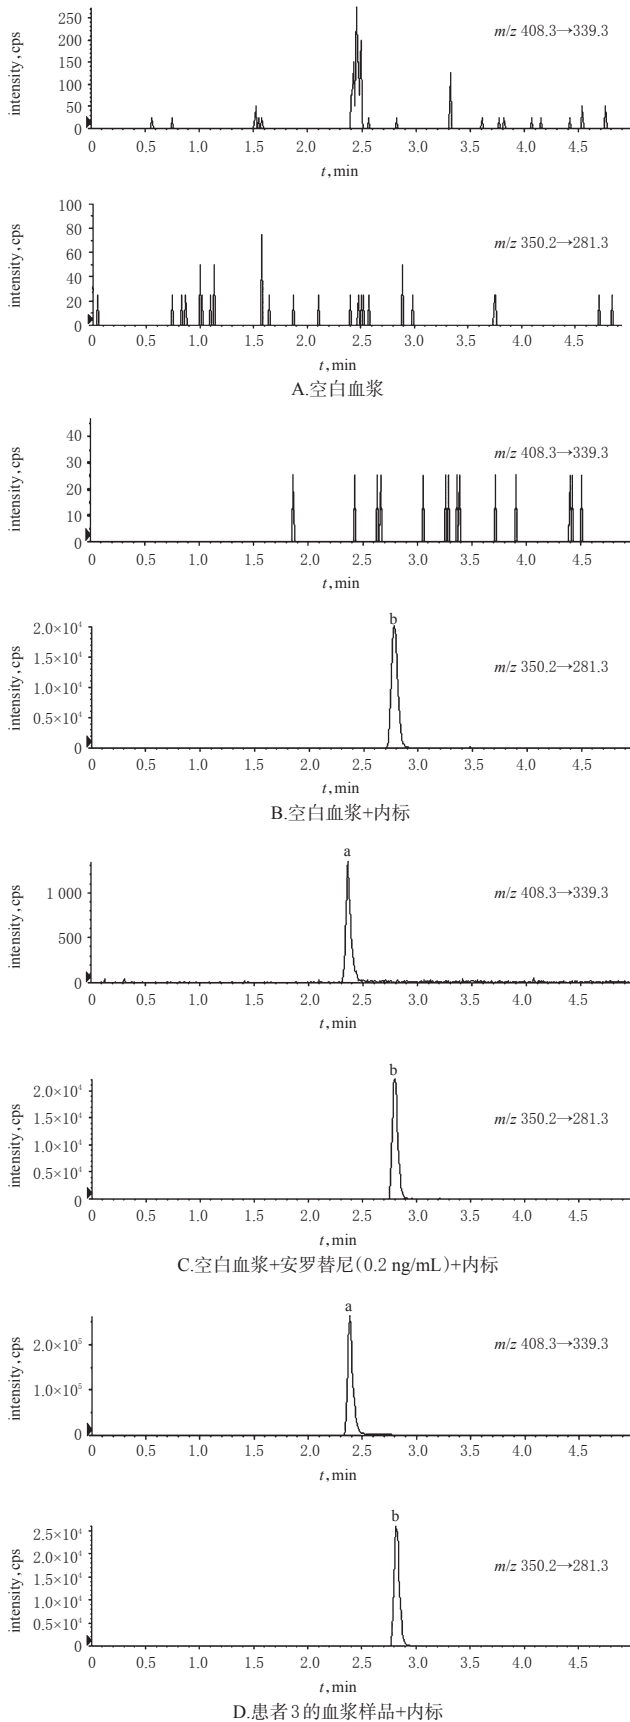 intensity,cps
250
200
150
100
50
0
m/z 408.3→339.3
0 0.5 1.0 1.5 2.0 2.5 3.0 3.5 4.0 4.5
t,min
intensity,cps
100
80
60
40
20
0
m/z 350.2→281.3
0 0.5 1.0 1.5 2.0 2.5 3.0 3.5 4.0 4.5
t,min
A.空白血浆
intensity,cps
40
30
20
10
0
m/z 408.3→339.3
0 0.5 1.0 1.5 2.0 2.5 3.0 3.5 4.0 4.5
t,min
b
intensity,cps
2.0×10⁴
1.5×10⁴
1.0×10⁴
0.5×10⁴
0
m/z 350.2→281.3
0 0.5 1.0 1.5 2.0 2.5 3.0 3.5 4.0 4.5
t,min
B.空白血浆+内标
a
intensity,cps
1 000
500
0
m/z 408.3→339.3
0 0.5 1.0 1.5 2.0 2.5 3.0 3.5 4.0 4.5
t,min
b
intensity,cps
2.0×10⁴
1.5×10⁴
1.0×10⁴
0.5×10⁴
0
m/z 350.2→281.3
0 0.5 1.0 1.5 2.0 2.5 3.0 3.5 4.0 4.5
t,min
C.空白血浆+安罗替尼(0.2 ng/mL)+内标
a
intensity,cps
2.0×10⁵
1.0×10⁵
0
m/z 408.3→339.3
0 0.5 1.0 1.5 2.0 2.5 3.0 3.5 4.0 4.5
t,min
b
intensity,cps
2.5×10⁴
2.0×10⁴
1.5×10⁴
1.0×10⁴
0.5×10⁴
0
m/z 350.2→281.3
0 0.5 1.0 1.5 2.0 2.5 3.0 3.5 4.0 4.5
t,min
D.患者3的血浆样品+内标